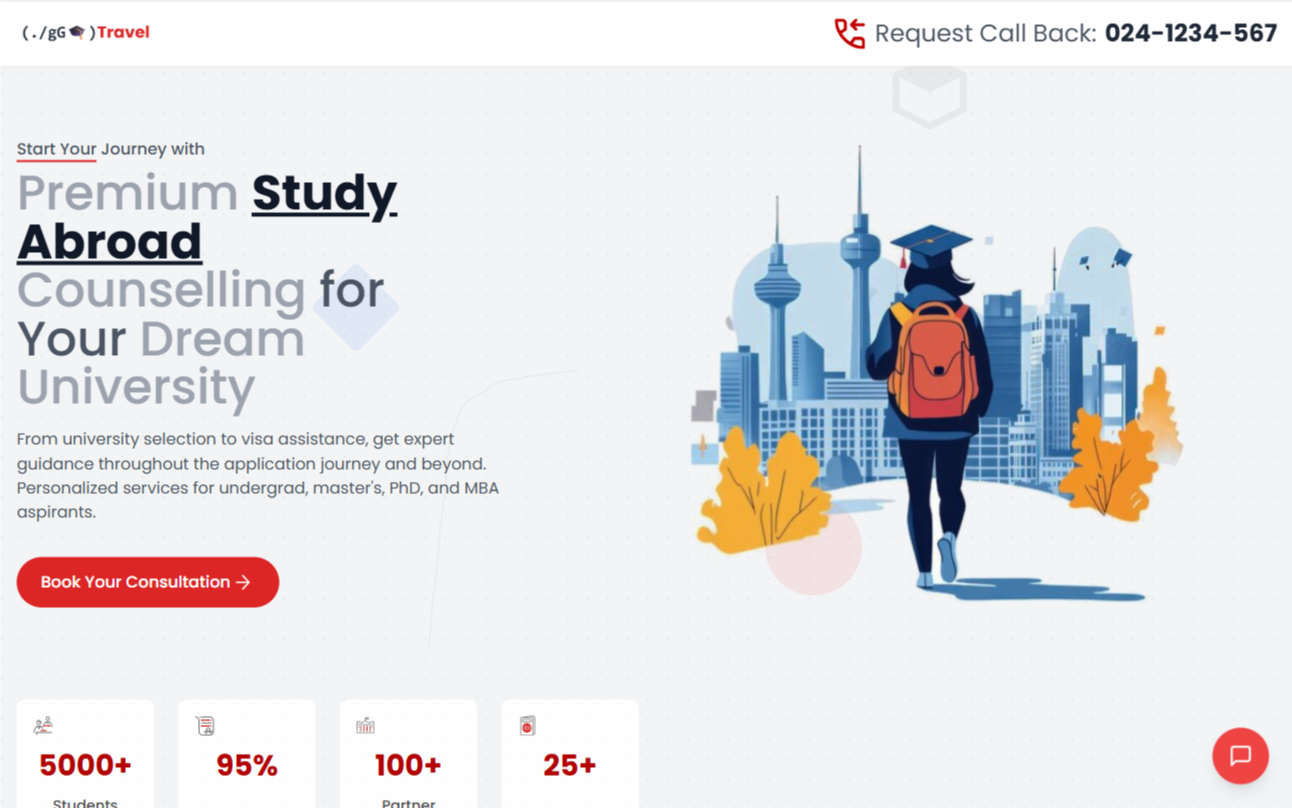 (./gG🎓)Travel
Request Call Back: 024-1234-567
Start Your Journey with
Premium Study
Abroad
Counselling for
Your Dream
University
From university selection to visa assistance, get expert
guidance throughout the application journey and beyond.
Personalized services for undergrad, master's, PhD, and MBA
aspirants.
Book Your Consultation →
5000+
95%
100+
25+
Students
Partner